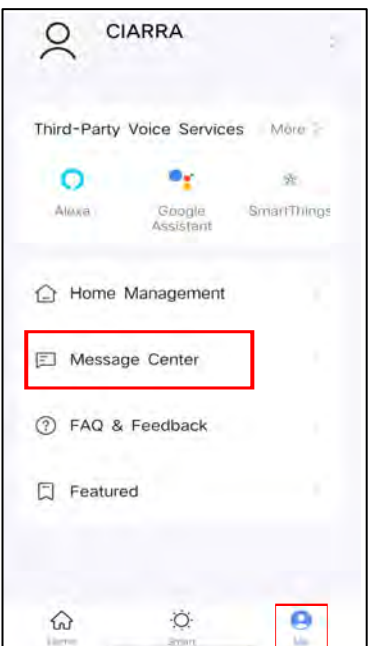 CIARRA
Third-Party Voice Services More
Alexa Google SmartThings
Assistant
Home Management
Message Center
FAQ & Feedback
Featured
Home Smart Me